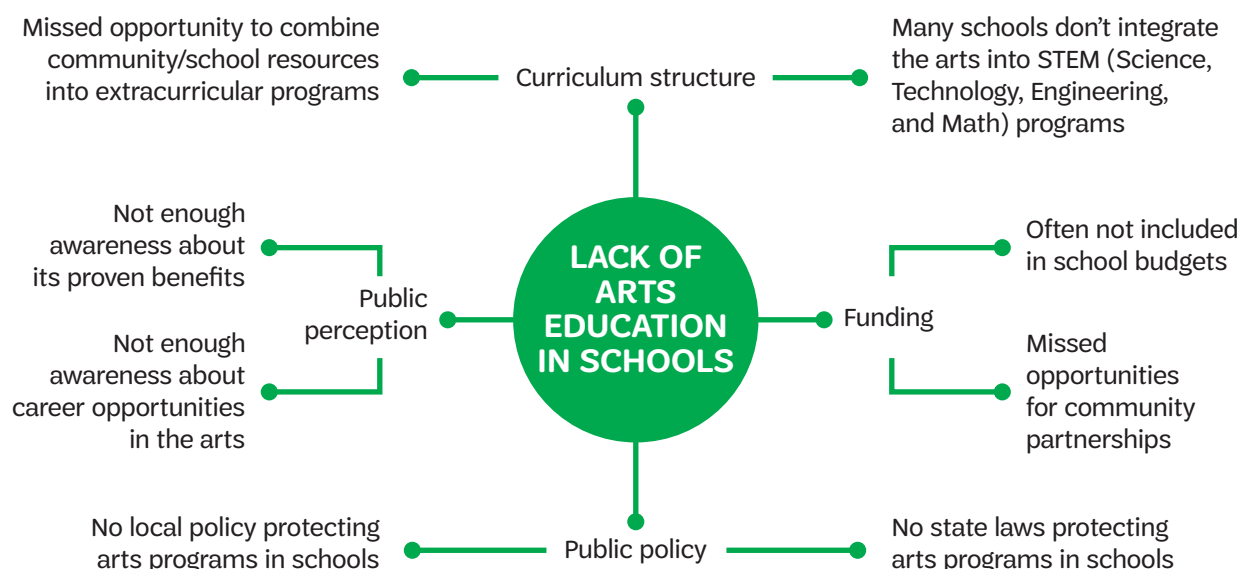 Missed opportunity to combine
community/school resources
into extracurricular programs
Curriculum structure
Many schools don’t integrate
the arts into STEM (Science,
Technology, Engineering,
and Math) programs
Not enough
awareness about
its proven benefits
Public
perception
Not enough
awareness about
career opportunities
in the arts
LACK OF
ARTS
EDUCATION
IN SCHOOLS
Funding
Often not included
in school budgets
Missed
opportunities
for community
partnerships
No local policy protecting
arts programs in schools
Public policy
No state laws protecting
arts programs in schools